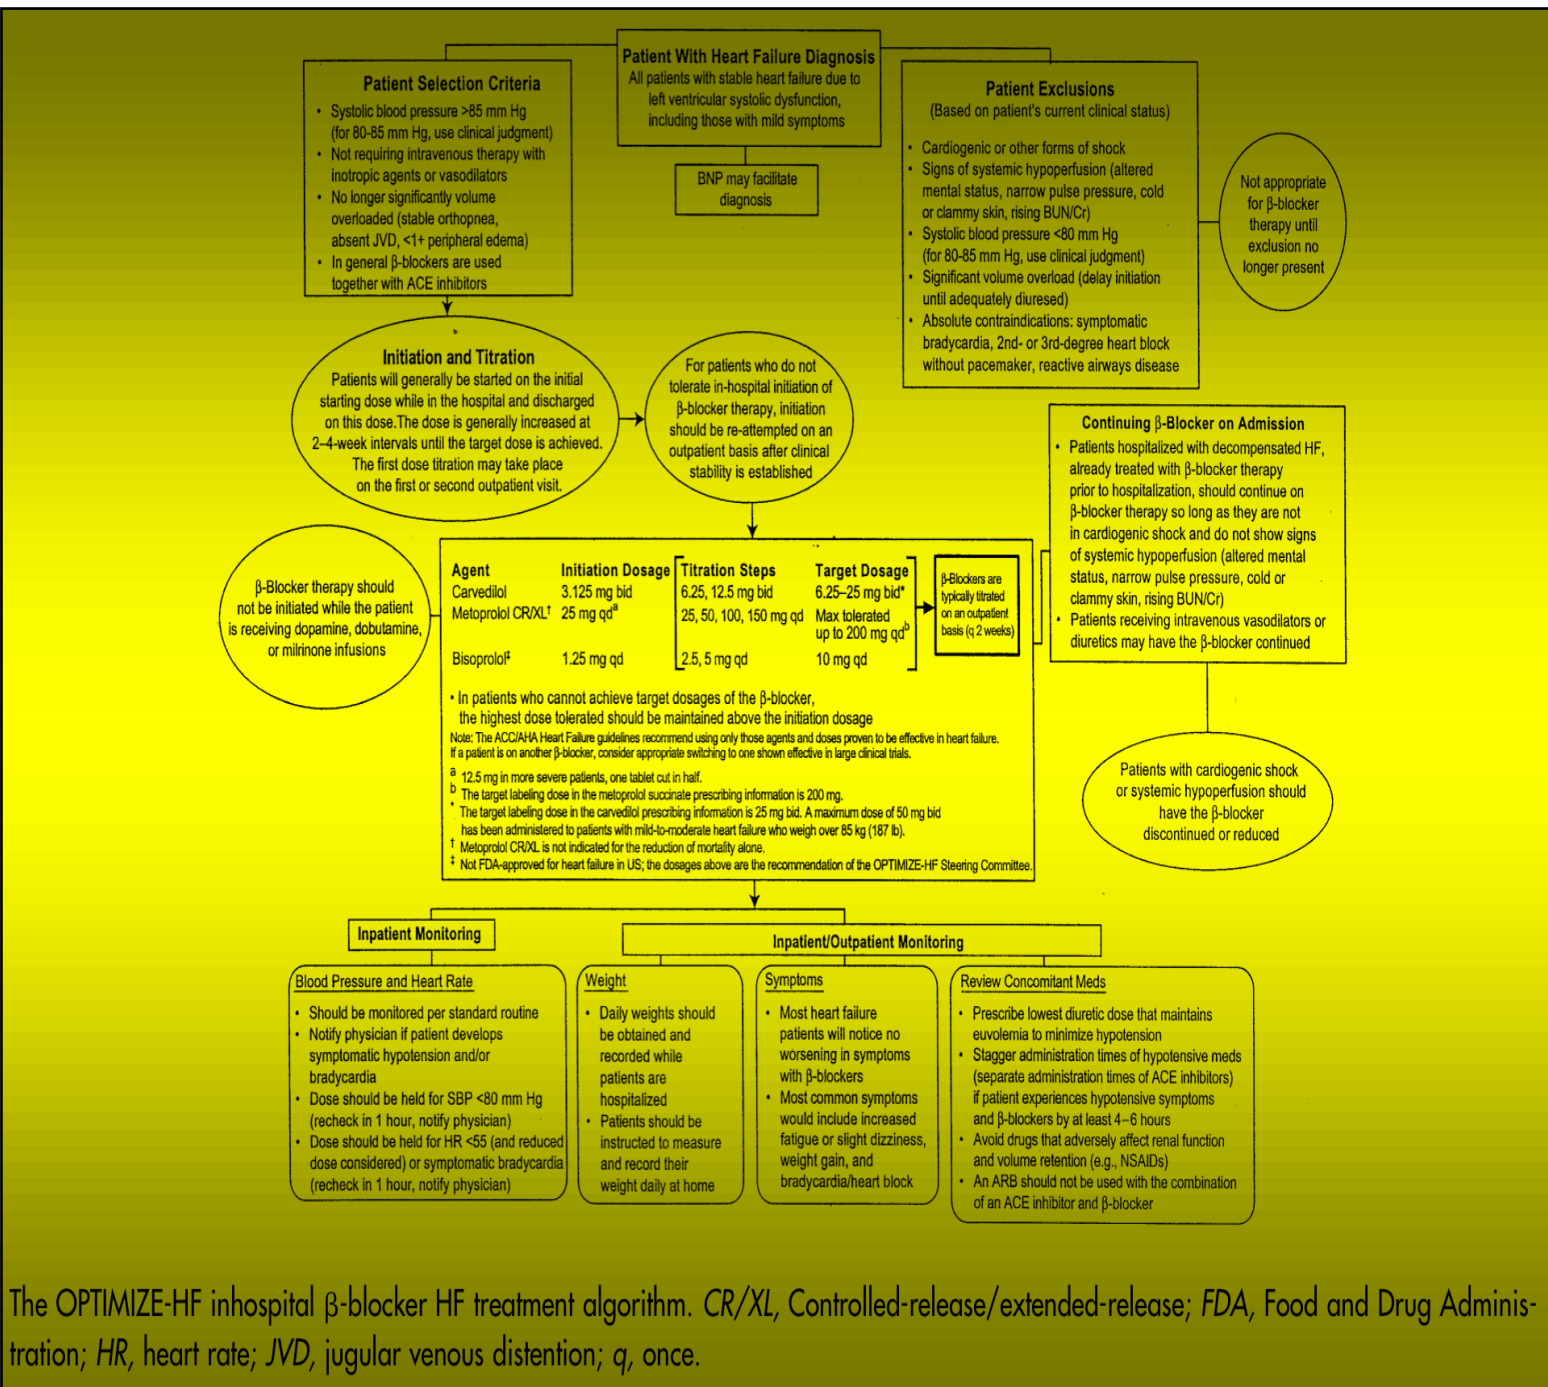 Patient With Heart Failure Diagnosis
All patients with stable heart failure due to
left ventricular systolic dysfunction,
including those with mild symptoms
BNP may facilitate
diagnosis
Patient Selection Criteria
• Systolic blood pressure >85 mm Hg
(for 80-85 mm Hg, use clinical judgment)
• Not requiring intravenous therapy with
inotropic agents or vasodilators
• No longer significantly volume
overloaded (stable orthopnea,
absent JVD, <1+ peripheral edema)
• In general β-blockers are used
together with ACE inhibitors
Patient Exclusions
(Based on patient's current clinical status)
• Cardiogenic or other forms of shock
• Signs of systemic hypoperfusion (altered
mental status, narrow pulse pressure, cold
or clammy skin, rising BUN/Cr)
• Systolic blood pressure <80 mm Hg
(for 80-85 mm Hg, use clinical judgment)
• Significant volume overload (delay initiation
until adequately diuresed)
• Absolute contraindications: symptomatic
bradycardia, 2nd- or 3rd-degree heart block
without pacemaker, reactive airways disease
Not appropriate
for β-blocker
therapy until
exclusion no
longer present
Initiation and Titration
Patients will generally be started on the initial
starting dose while in the hospital and discharged
on this dose.The dose is generally increased at
2–4-week intervals until the target dose is achieved.
The first dose titration may take place
on the first or second outpatient visit.
For patients who do not
tolerate in-hospital initiation of
β-blocker therapy, initiation
should be re-attempted on an
outpatient basis after clinical
stability is established
Continuing β-Blocker on Admission
• Patients hospitalized with decompensated HF,
already treated with β-blocker therapy
prior to hospitalization, should continue on
β-blocker therapy so long as they are not
in cardiogenic shock and do not show signs
of systemic hypoperfusion (altered mental
status, narrow pulse pressure, cold or
clammy skin, rising BUN/Cr)
• Patients receiving intravenous vasodilators or
diuretics may have the β-blocker continued
β-Blocker therapy should
not be initiated while the patient
is receiving dopamine, dobutamine,
or milrinone infusions
Agent Initiation Dosage Titration Steps Target Dosage
Carvedilol 3.125 mg bid 6.25, 12.5 mg bid 6.25–25 mg bid*
Metoprolol CR/XL† 25 mg qdᵃ 25, 50, 100, 150 mg qd Max tolerated
up to 200 mg qdᵇ
Bisoprolol‡ 1.25 mg qd 2.5, 5 mg qd 10 mg qd
β-Blockers are
typically titrated
on an outpatient
basis (q 2 weeks)
• In patients who cannot achieve target dosages of the β-blocker,
the highest dose tolerated should be maintained above the initiation dosage
Note: The ACC/AHA Heart Failure guidelines recommend using only those agents and doses proven to be effective in heart failure.
If a patient is on another β-blocker, consider appropriate switching to one shown effective in large clinical trials.
ᵃ 12.5 mg in more severe patients, one tablet cut in half.
ᵇ The target labeling dose in the metoprolol succinate prescribing information is 200 mg.
* The target labeling dose in the carvedilol prescribing information is 25 mg bid. A maximum dose of 50 mg bid
has been administered to patients with mild-to-moderate heart failure who weigh over 85 kg (187 lb).
† Metoprolol CR/XL is not indicated for the reduction of mortality alone.
‡ Not FDA-approved for heart failure in US; the dosages above are the recommendation of the OPTIMIZE-HF Steering Committee.
Patients with cardiogenic shock
or systemic hypoperfusion should
have the β-blocker
discontinued or reduced
Inpatient Monitoring
Inpatient/Outpatient Monitoring
Blood Pressure and Heart Rate
• Should be monitored per standard routine
• Notify physician if patient develops
symptomatic hypotension and/or
bradycardia
• Dose should be held for SBP <80 mm Hg
(recheck in 1 hour, notify physician)
• Dose should be held for HR <55 (and reduced
dose considered) or symptomatic bradycardia
(recheck in 1 hour, notify physician)
Weight
• Daily weights should
be obtained and
recorded while
patients are
hospitalized
• Patients should be
instructed to measure
and record their
weight daily at home
Symptoms
• Most heart failure
patients will notice no
worsening in symptoms
with β-blockers
• Most common symptoms
would include increased
fatigue or slight dizziness,
weight gain, and
bradycardia/heart block
Review Concomitant Meds
• Prescribe lowest diuretic dose that maintains
euvolemia to minimize hypotension
• Stagger administration times of hypotensive meds
(separate administration times of ACE inhibitors)
if patient experiences hypotensive symptoms
and β-blockers by at least 4–6 hours
• Avoid drugs that adversely affect renal function
and volume retention (e.g., NSAIDs)
• An ARB should not be used with the combination
of an ACE inhibitor and β-blocker
The OPTIMIZE-HF inhospital β-blocker HF treatment algorithm. CR/XL, Controlled-release/extended-release; FDA, Food and Drug Adminis-
tration; HR, heart rate; JVD, jugular venous distention; q, once.